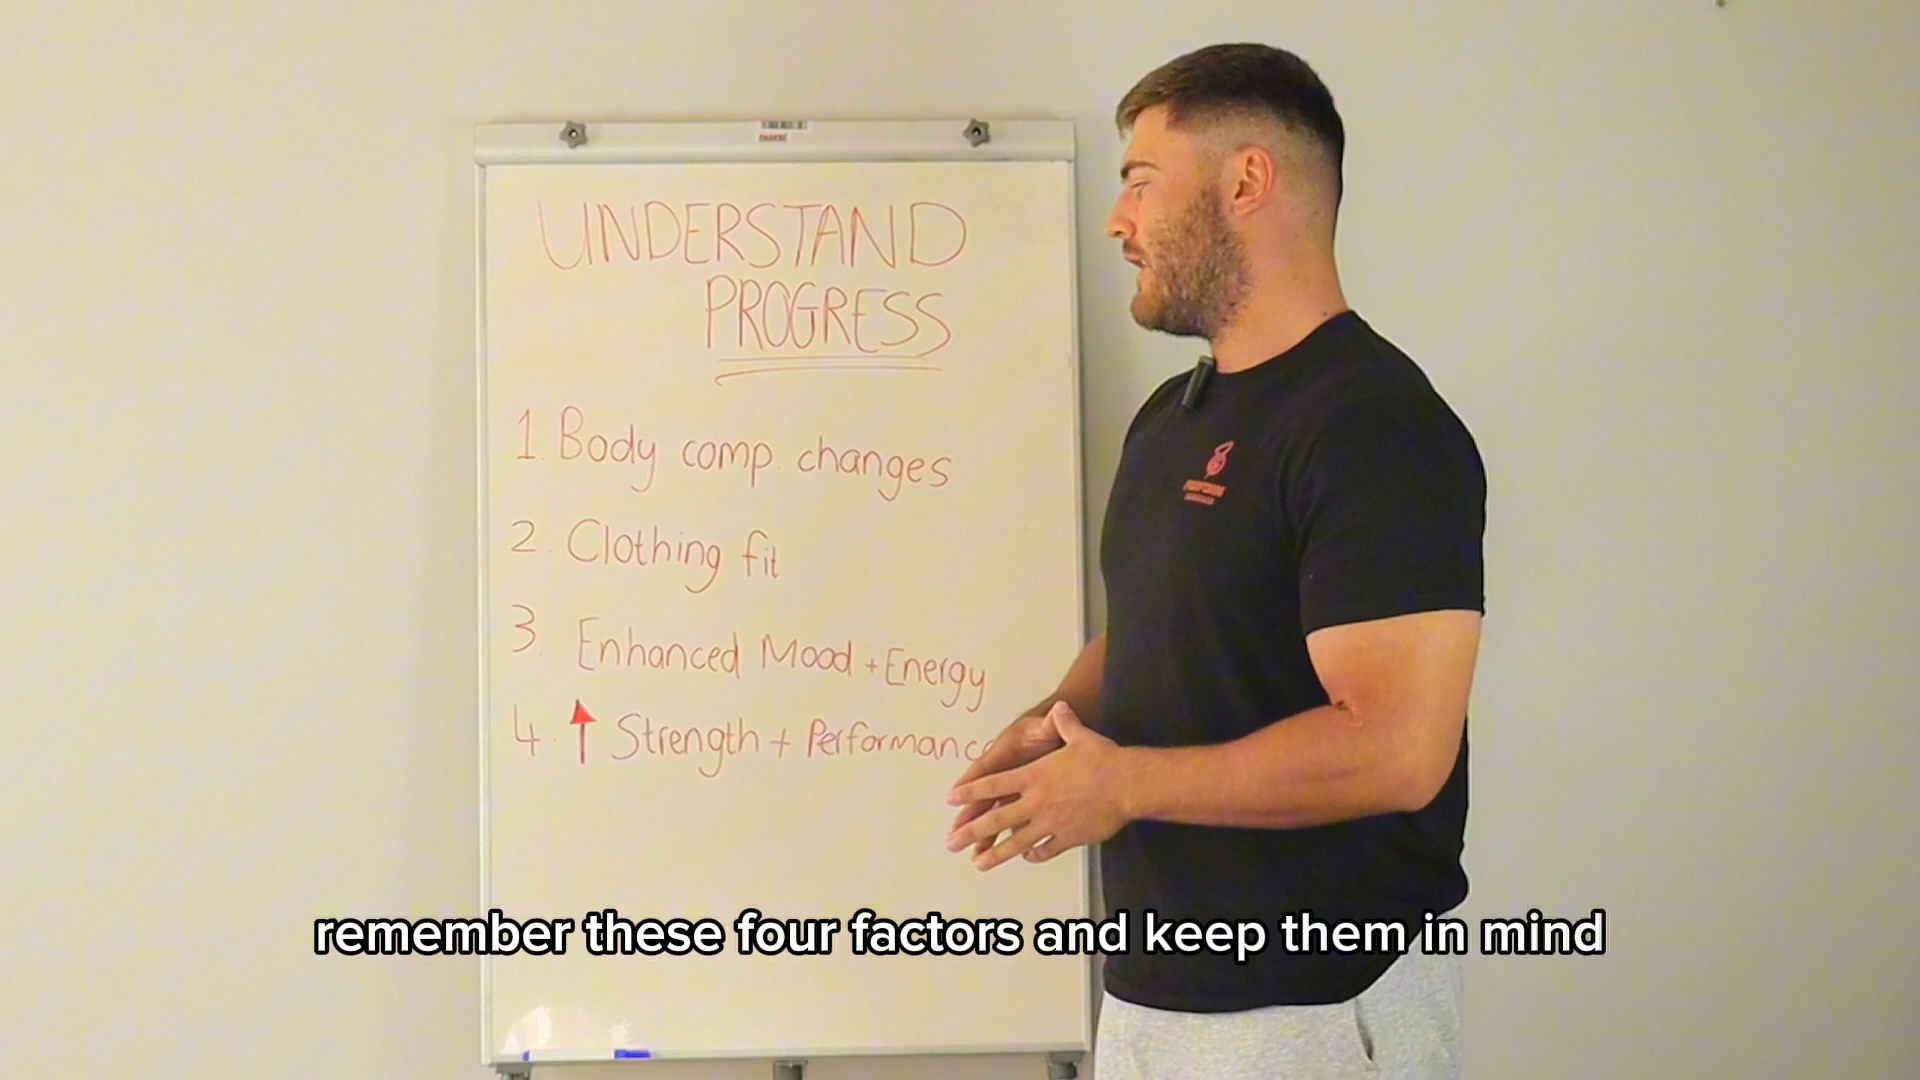 UNDERSTAND
PROGRESS
1. Body comp. changes
2. Clothing fit
3. Enhanced Mood + Energy
4. ↑ Strength + Performance
remember these four factors and keep them in mind